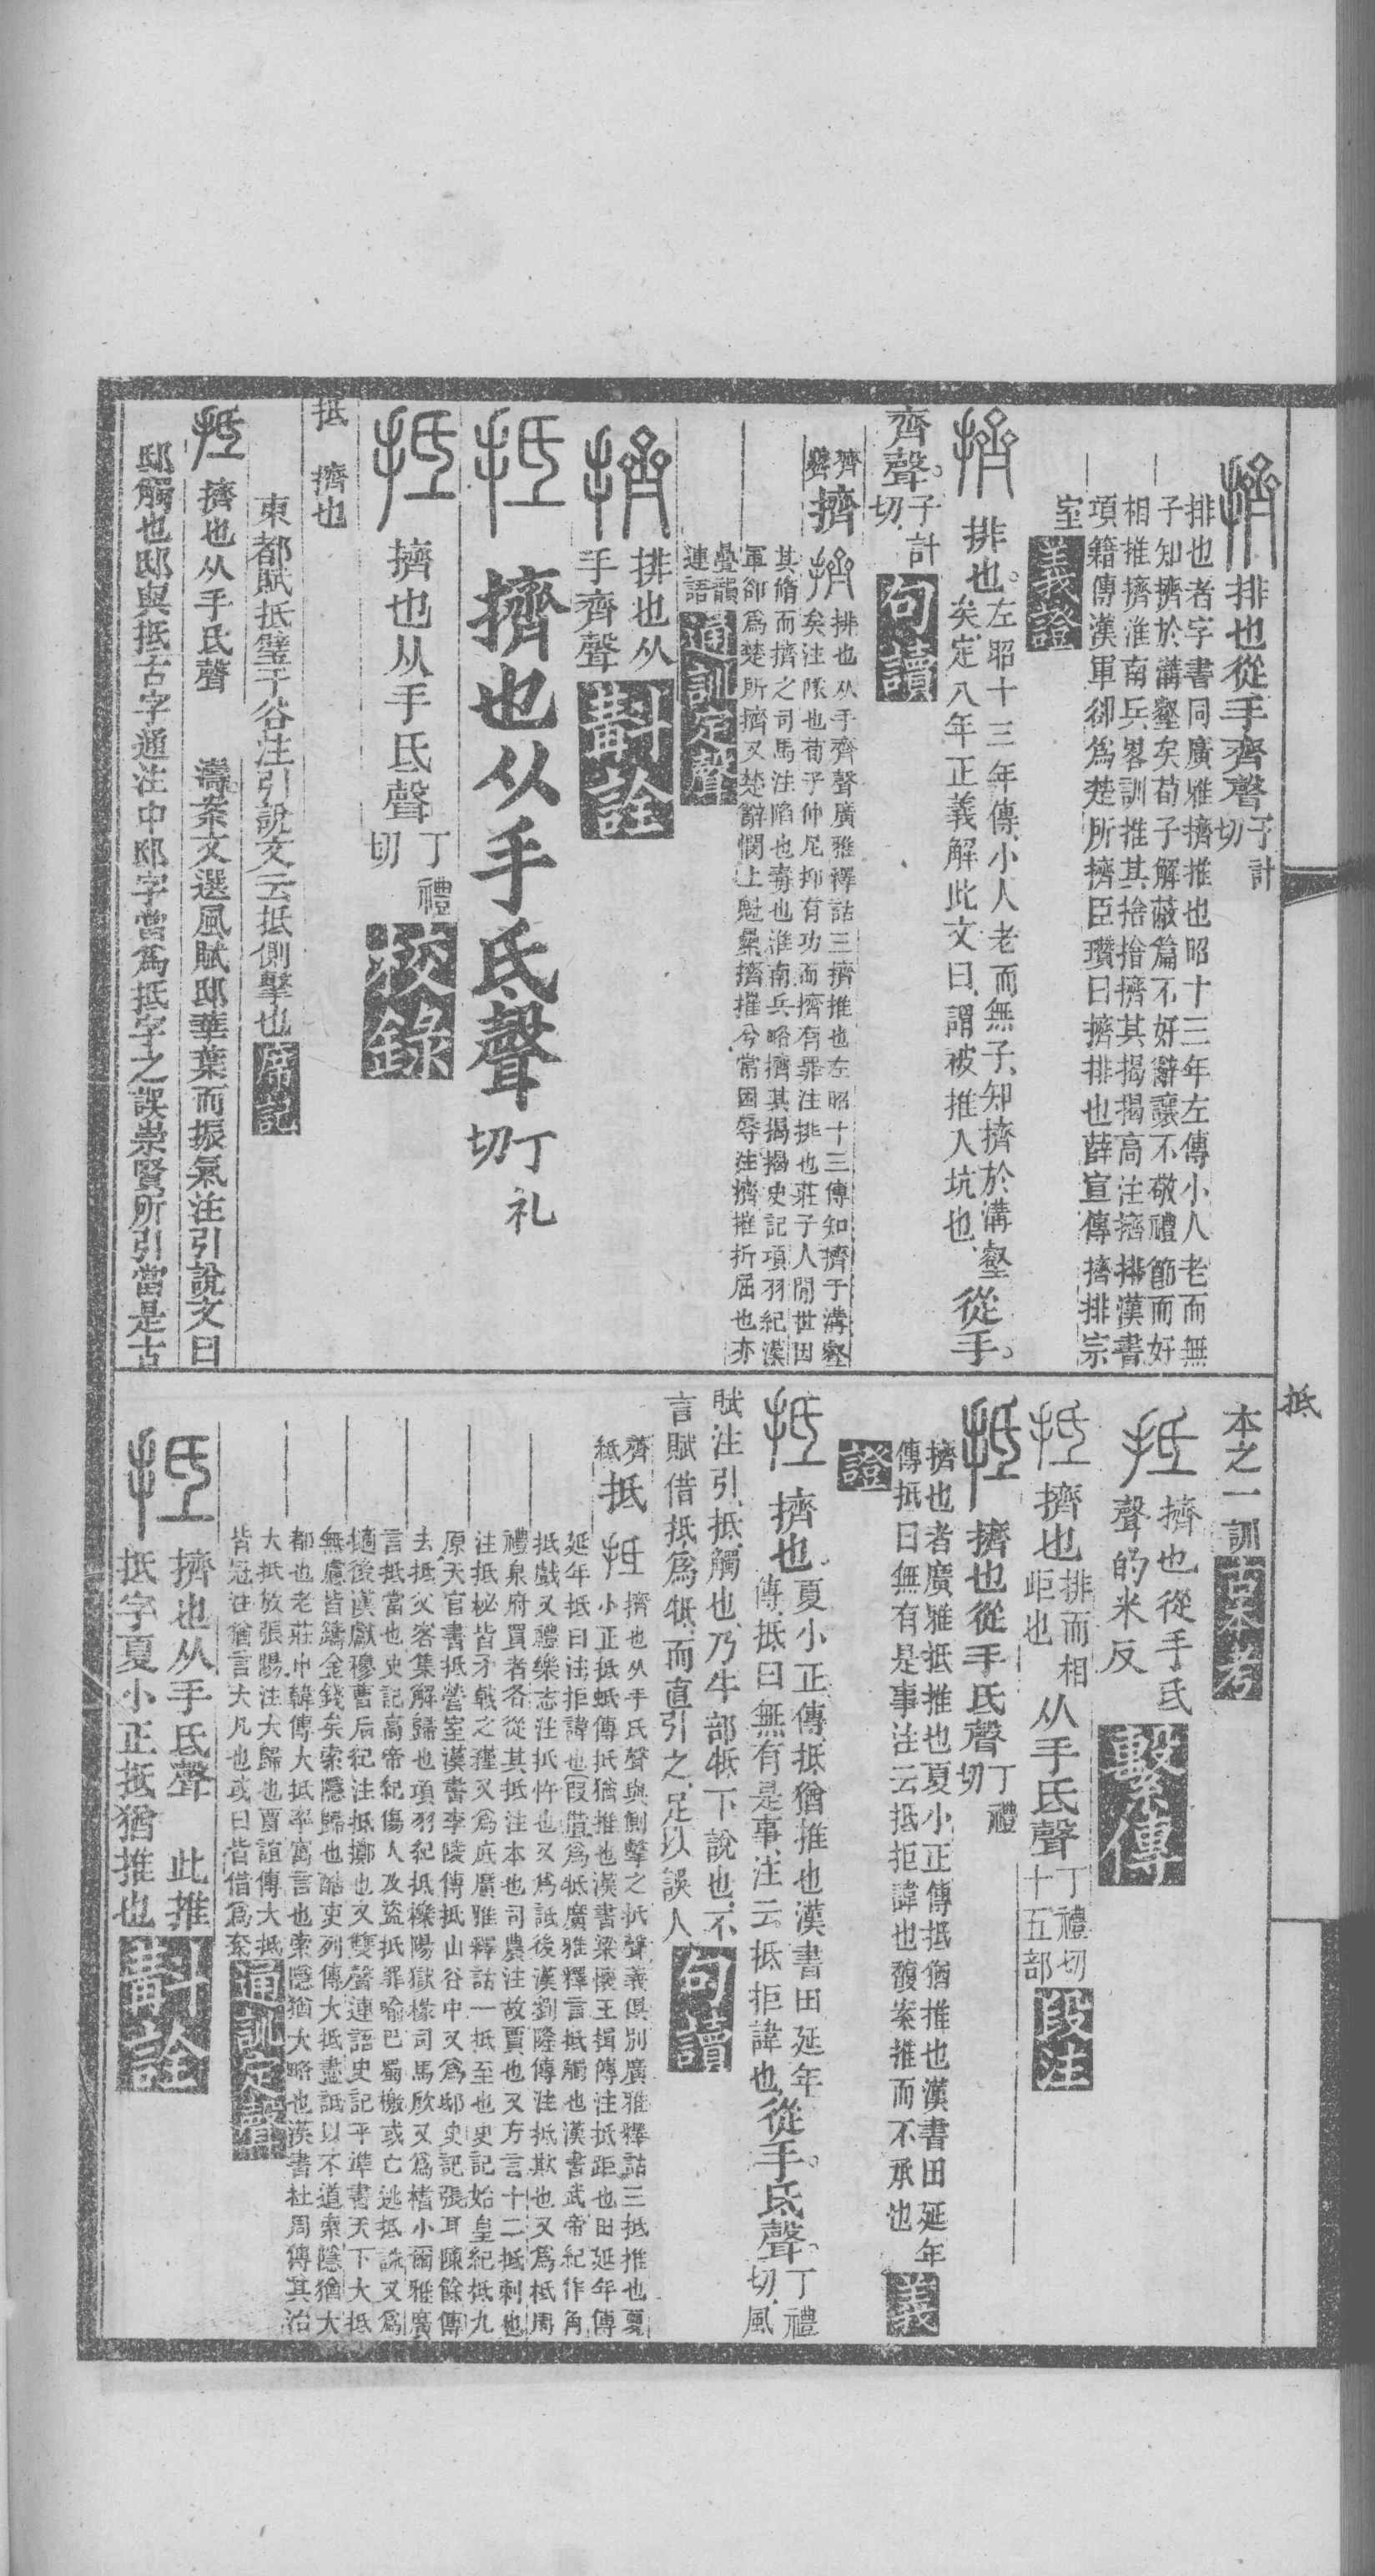 排也從手齊聲子計切
排也者字書同廣雅擠推也昭十三年左傳小人老而無
子知擠於溝壑矣荀子解蔽篇不好辭讓不敬禮節而好
相推擠淮南兵畧訓推其捨捨擠其揭揭高注擠排漢書
項籍傳漢軍卻爲楚所擠臣瓚曰擠排也薛宣傳擠排宗
室義證
排也左昭十三年傳小人老而無子知擠於溝壑
矣定八年正義解此文曰謂被推入坑也從手
齊聲子計切句讀
擠
排也从手齊聲廣雅釋詁三擠推也左昭十三傳知擠于溝壑
矣注隊也荀子仲尼抑有功而擠有罪注排也莊子人閒世因
其脩而擠之司馬注陷也毒也淮南兵略擠其揭揭史記項羽紀漢
軍卻爲楚所擠又楚辭憫上魁壘擠摧兮常困辱注擠摧折屈也亦
疊韻連語通訓定聲
排也从
手齊聲斠詮
擠也从手氐聲丁礼切
擠也从手氐聲丁禮切汲錄
抵 擠也
東都賦抵璧于谷注引說文云抵側擊也席記
擠也从手氐聲 濤案文選風賦邸華葉而振氣注引說文曰
邸觸也邸與抵古字通注中邸字當爲抵字之誤崇賢所引當是古
抵
本之一訓古本考
擠也從手氐
聲的米反繫傳
擠也排而相歫也从手氐聲丁禮切十五部段注
擠也從手氐聲丁禮切
擠也者廣雅抵推也夏小正傳抵猶推也漢書田延年
傳抵曰無有是事注云抵拒諱也馥案推而不承也義
證
擠也夏小正傳抵猶推也漢書田延年
傳抵曰無有是事注云抵拒諱也從手氐聲丁禮切風
賦注引抵觸也乃牛部牴下說也不
言賦借抵爲牴而直引之足以誤人句讀
抵
擠也从手氐聲與側擊之抵聲義俱別廣雅釋詁三抵推也夏
小正抵蚳傳抵猶推也漢書梁懷王揖傳注抵距也田延年傳
延年抵曰注拒諱也叚借爲牴廣雅釋言抵觸也漢書武帝紀作角
抵戲又禮樂志注抵忤也又爲詆後漢劉隆傳注抵欺也又爲柢周
禮泉府買者各從其抵注本也司農注故賈也又方言十二抵刺也
注抵柲皆矛戟之穜又爲底廣雅釋詁一抵至也史記始皇紀抵九
原天官書抵營室漢書李陵傳抵山谷中又爲邸史記張耳陳餘傳
去抵父客集解歸也項羽紀抵櫟陽獄掾司馬欣又爲楮小爾雅廣
言抵當也史記高帝紀傷人及盜抵罪喻巴蜀檄或亡逃抵誅又爲
擿後漢獻穆曹后紀注抵擲也又雙聲連語史記平準書天下大抵
無慮皆鑄金錢矣索隱歸也酷吏列傳大抵盡詆以不道索隱猶大
都也老莊申韓傳大抵率寓言也索隱猶大略也漢書杜周傳其治
大抵放張湯注大歸也賈誼傳大抵
皆冠注猶言大凡也或曰皆借爲夳通訓定聲
擠也从手氐聲 此推
抵字夏小正抵猶推也斠詮